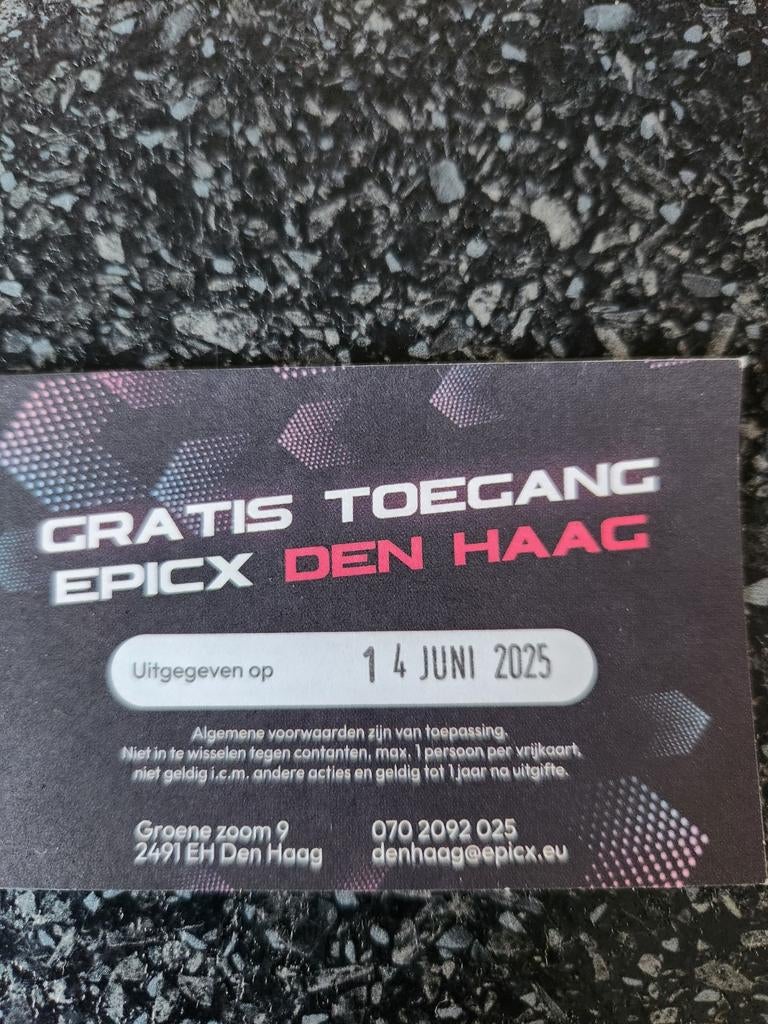 GRATIS TOEGANG
EPICX DEN HAAG
Uitgegeven op 14 JUNI 2025
Algemene voorwaarden zijn van toepassing.
Niet in te wisselen tegen contanten, max. 1 persoon per vrijkaart,
niet geldig i.c.m. andere acties en geldig tot 1 jaar na uitgifte.
Groene zoom 9 070 2092 025
2491 EH Den Haag denhaag@epicx.eu